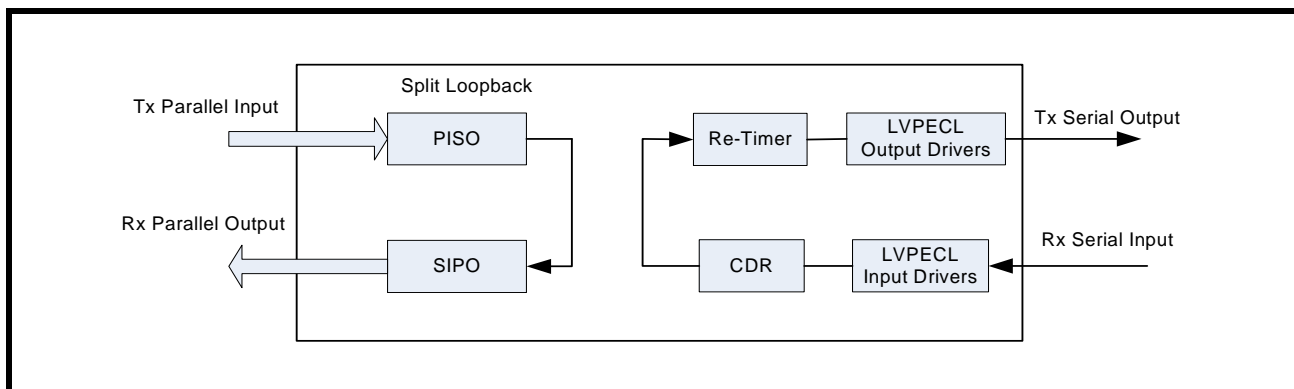 Split Loopback
Tx Parallel Input
PISO
Re-Timer
LVPECL
Output Drivers
Tx Serial Output
Rx Parallel Output
SIPO
CDR
LVPECL
Input Drivers
Rx Serial Input